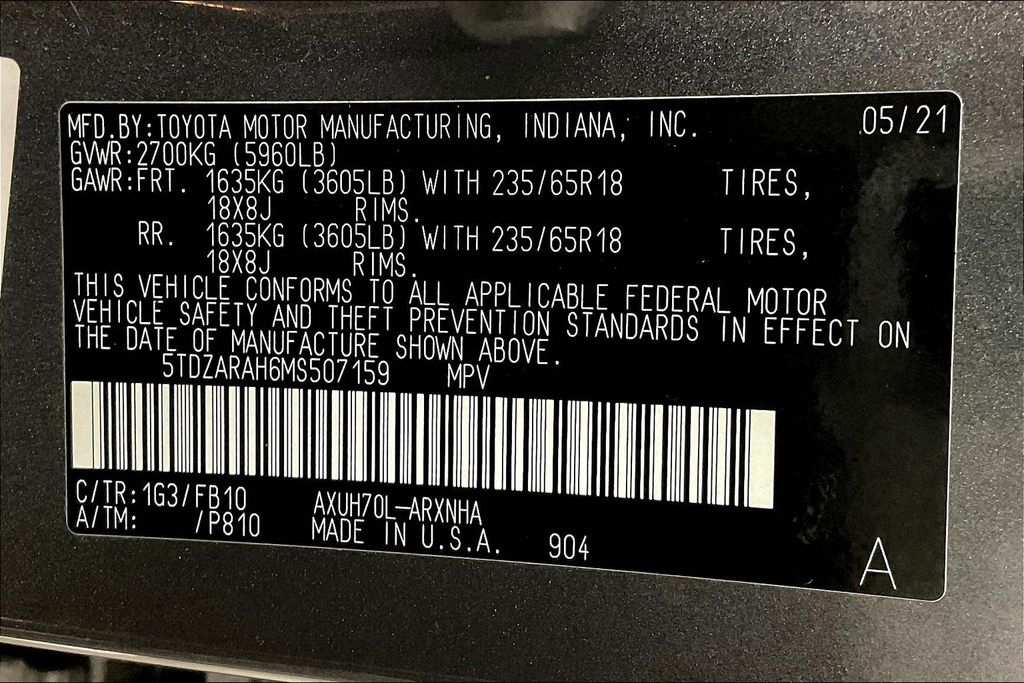 MFD.BY:TOYOTA MOTOR MANUFACTURING, INDIANA, INC. 05/21
GVWR:2700KG (5960LB)
GAWR:FRT. 1635KG (3605LB) WITH 235/65R18 TIRES,
18X8J RIMS.
RR. 1635KG (3605LB) WITH 235/65R18 TIRES,
18X8J RIMS.
THIS VEHICLE CONFORMS TO ALL APPLICABLE FEDERAL MOTOR
VEHICLE SAFETY AND THEFT PREVENTION STANDARDS IN EFFECT ON
THE DATE OF MANUFACTURE SHOWN ABOVE.
5TDZARAH6MS507159 MPV
C/TR:1G3/FB10 AXUH70L-ARXNHA
A/TM: /P810 MADE IN U.S.A. 904
A